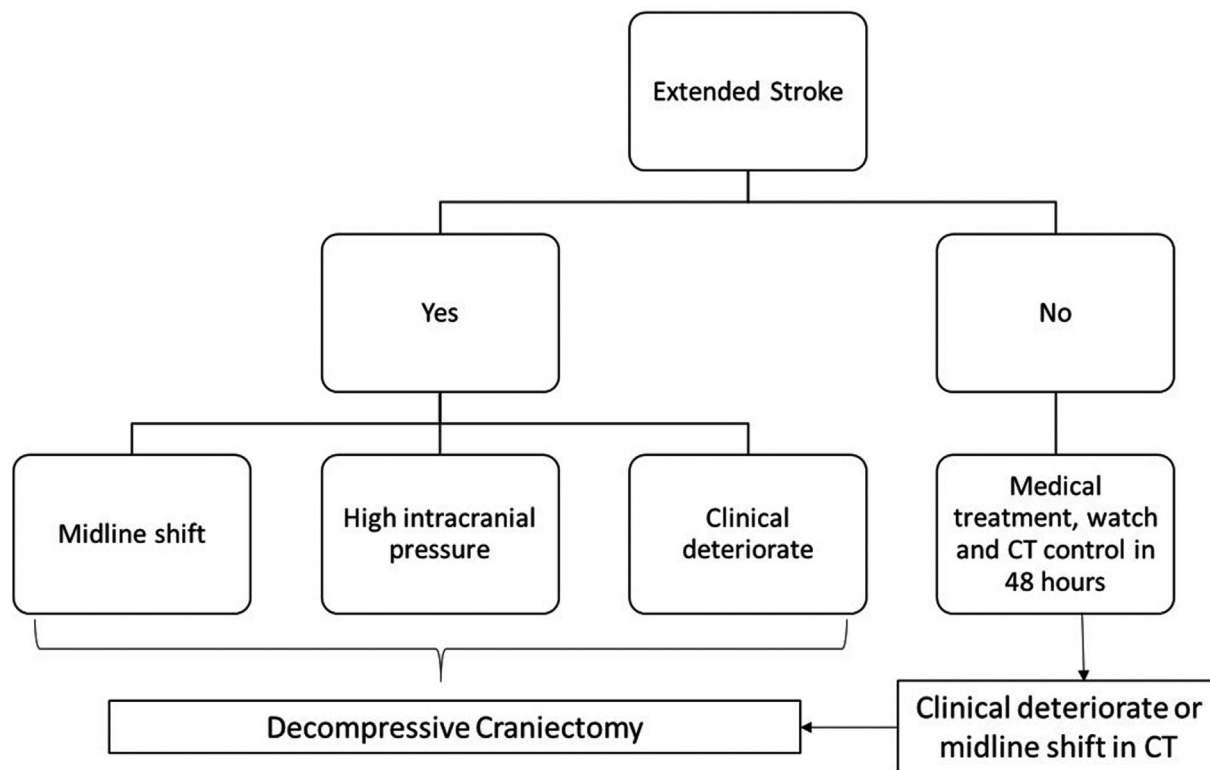 Extended Stroke
Yes
No
Midline shift
High intracranial
pressure
Clinical
deteriorate
Medical
treatment, watch
and CT control in
48 hours
Decompressive Craniectomy
Clinical deteriorate or
midline shift in CT